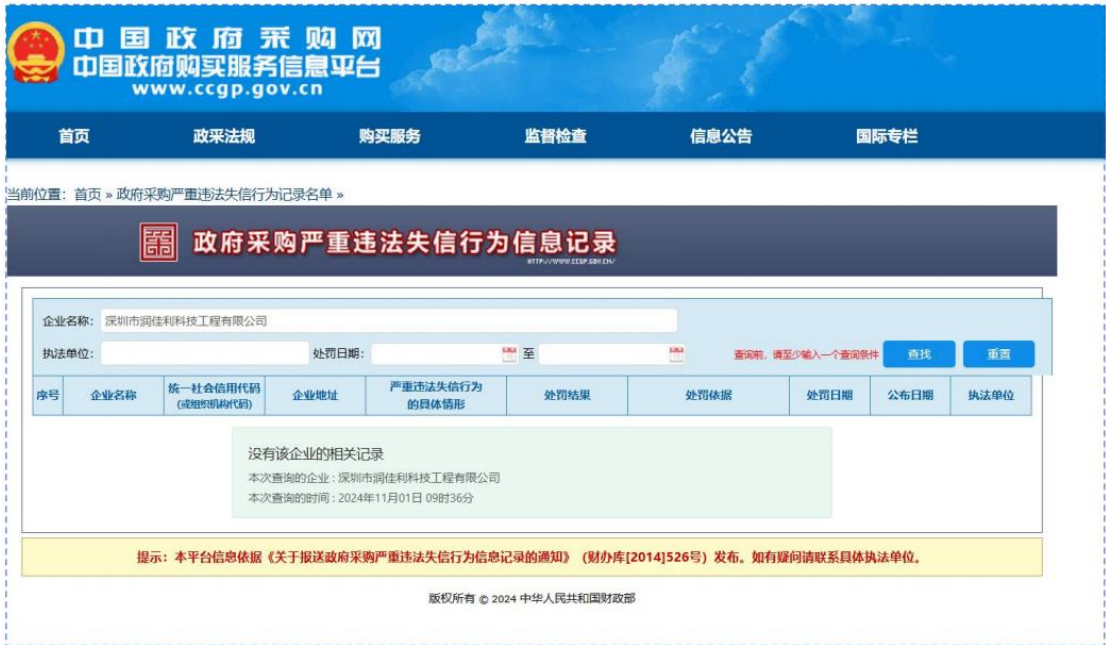 中国政府采购网
中国政府购买服务信息平台
www.ccgp.gov.cn
首页 政采法规 购买服务 监督检查 信息公告 国际专栏
当前位置：首页 » 政府采购严重违法失信行为记录名单 »
政府采购严重违法失信行为信息记录
HTTP://WWW.CCGP.GOV.CN/
企业名称：深圳市润佳利科技工程有限公司
执法单位： 处罚日期： 至 查询前，请至少输入一个查询条件 查找 重置
序号 企业名称 统一社会信用代码（或组织机构代码） 企业地址 严重违法失信行为的具体情形 处罚结果 处罚依据 处罚日期 公布日期 执法单位
没有该企业的相关记录
本次查询的企业：深圳市润佳利科技工程有限公司
本次查询的时间：2024年11月01日 09时36分
提示：本平台信息依据《关于报送政府采购严重违法失信行为信息记录的通知》（财办库[2014]526号）发布。如有疑问请联系具体执法单位。
版权所有 © 2024 中华人民共和国财政部